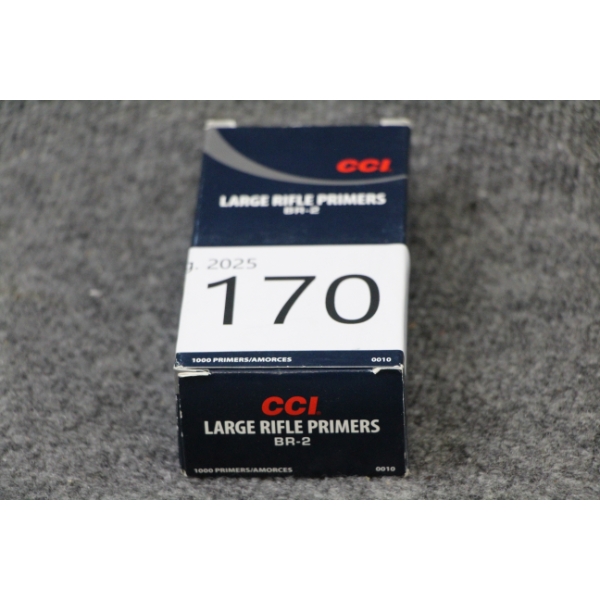 CCI
LARGE RIFLE PRIMERS
BR-2
2025
170
1000 PRIMERS/AMORCES 0010
CCI
LARGE RIFLE PRIMERS
BR-2
1000 PRIMERS/AMORCES 0010